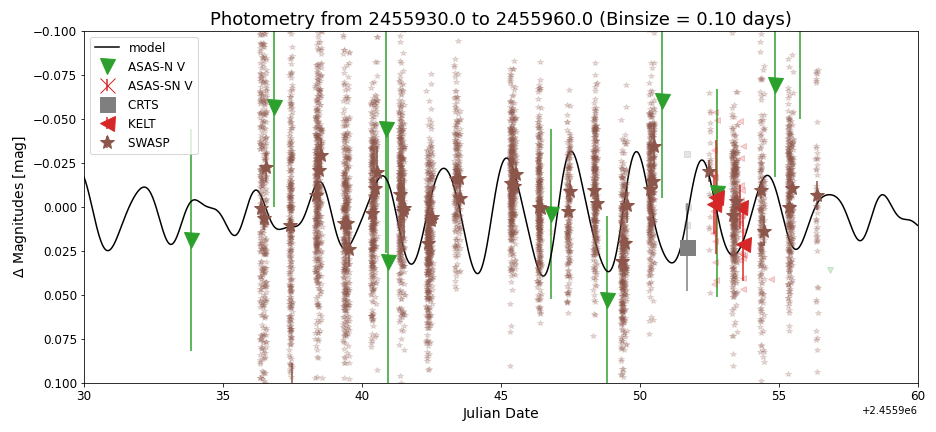 Photometry from 2455930.0 to 2455960.0 (Binsize = 0.10 days)
Δ Magnitudes [mag]
−0.100
−0.075
−0.050
−0.025
0.000
0.025
0.050
0.075
0.100
model
ASAS-N V
ASAS-SN V
CRTS
KELT
SWASP
30 35 40 45 50 55 60
+2.4559e6
Julian Date